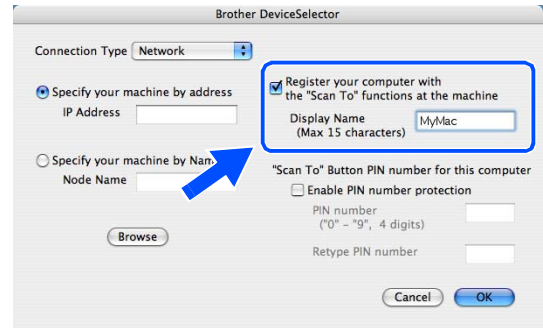 Brother DeviceSelector
Connection Type Network
Specify your machine by address
IP Address
Specify your machine by Nam
Node Name
Browse
Register your computer with
the "Scan To" functions at the machine
Display Name MyMac
(Max 15 characters)
"Scan To" Button PIN number for this computer
Enable PIN number protection
PIN number
("0" – "9", 4 digits)
Retype PIN number
Cancel OK